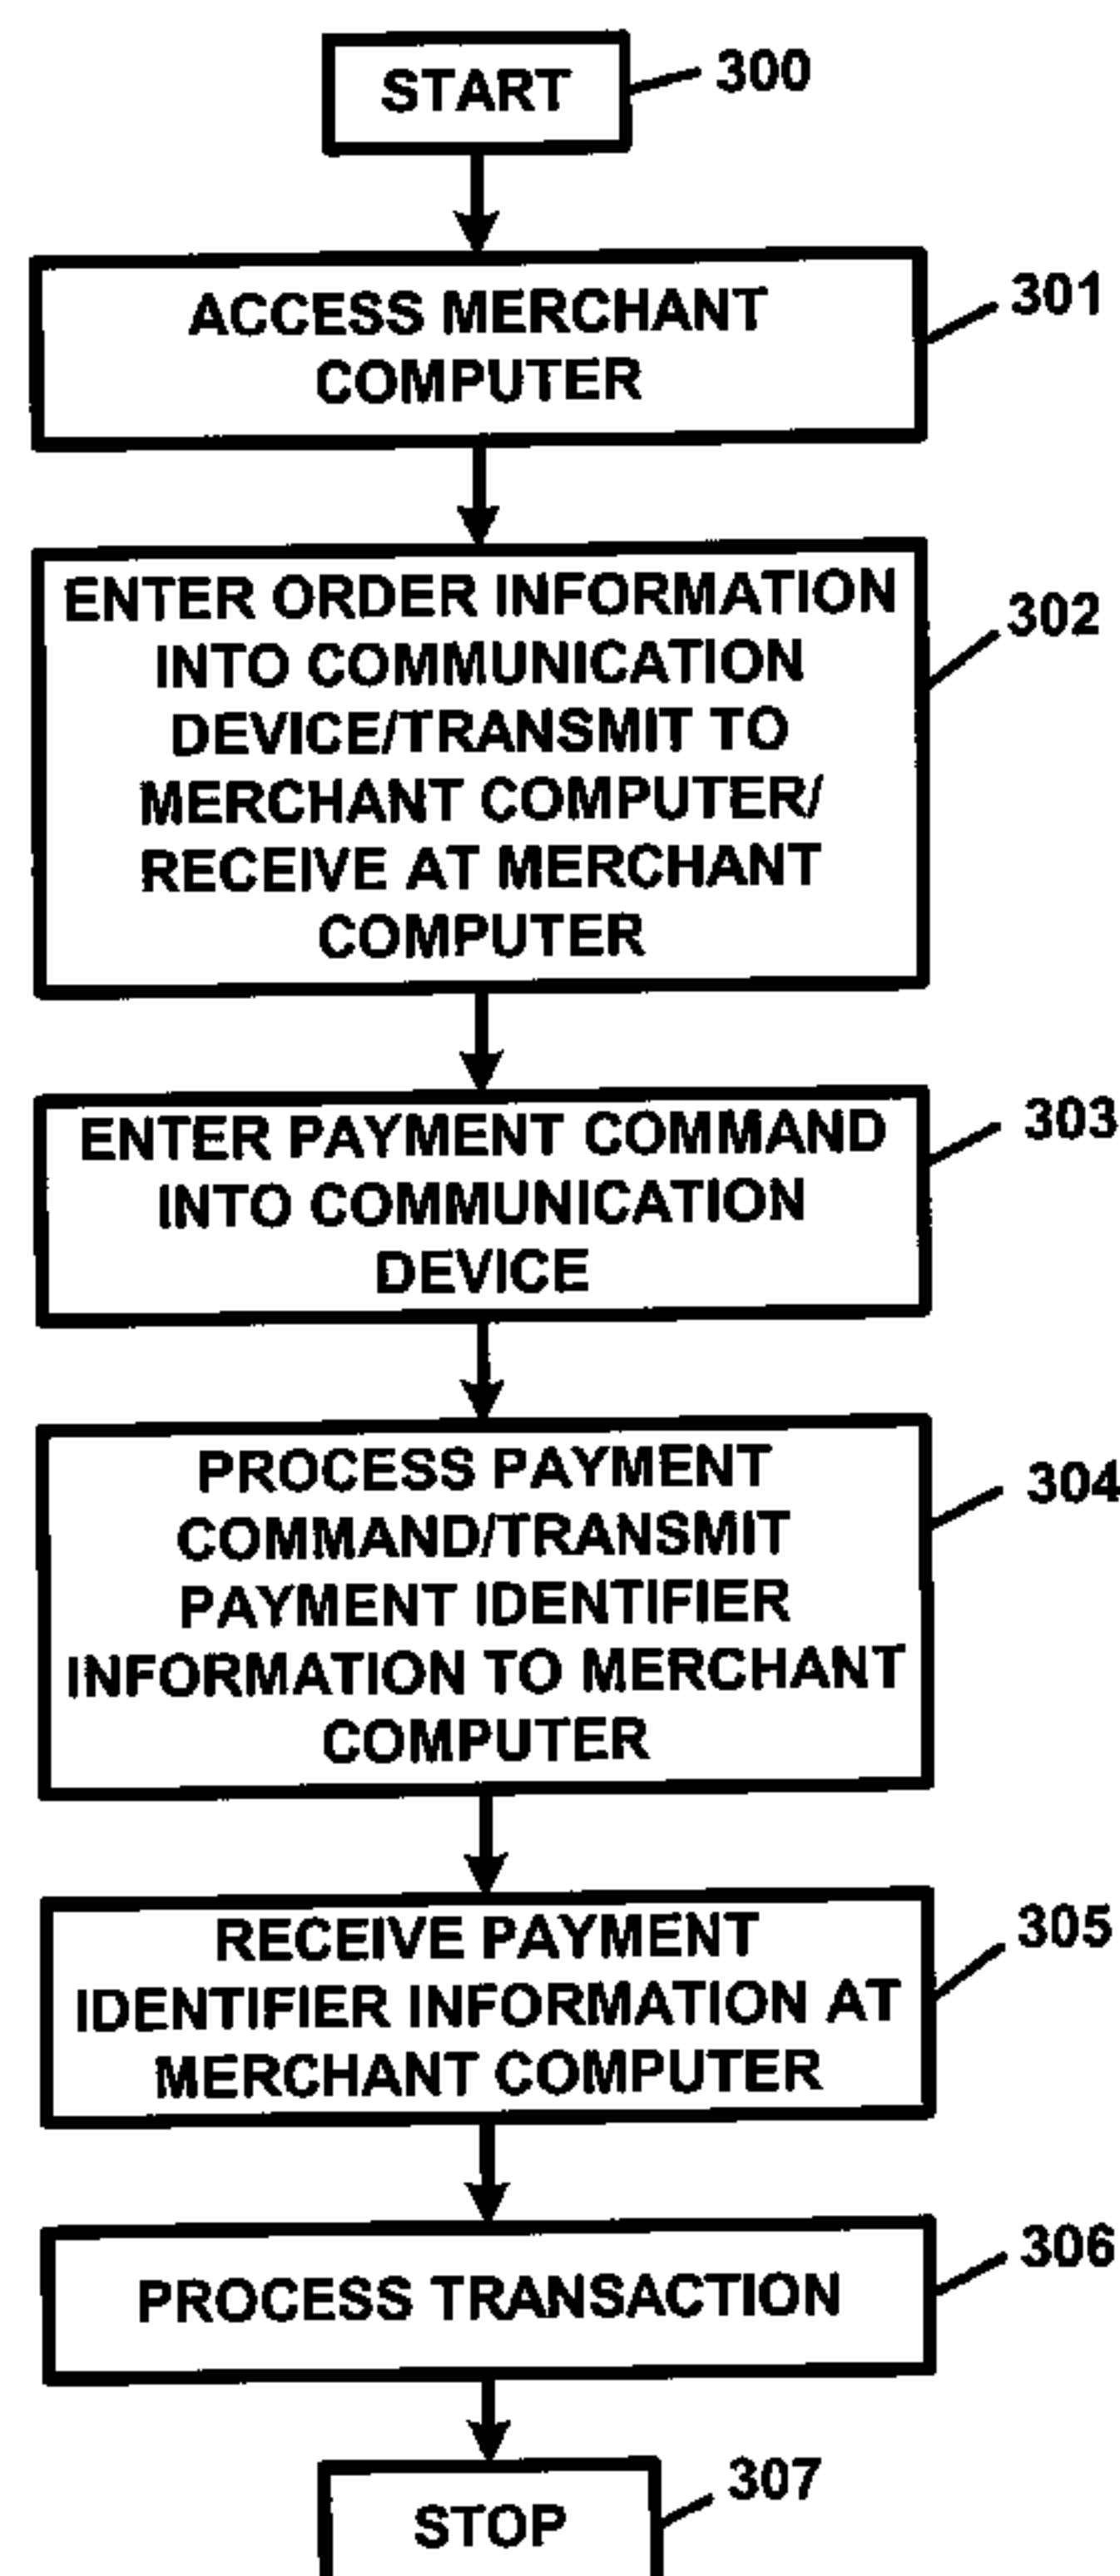 START
300
ACCESS MERCHANT
COMPUTER
301
ENTER ORDER INFORMATION
INTO COMMUNICATION
DEVICE/TRANSMIT TO
MERCHANT COMPUTER/
RECEIVE AT MERCHANT
COMPUTER
302
ENTER PAYMENT COMMAND
INTO COMMUNICATION
DEVICE
303
PROCESS PAYMENT
COMMAND/TRANSMIT
PAYMENT IDENTIFIER
INFORMATION TO MERCHANT
COMPUTER
304
RECEIVE PAYMENT
IDENTIFIER INFORMATION AT
MERCHANT COMPUTER
305
PROCESS TRANSACTION
306
STOP
307